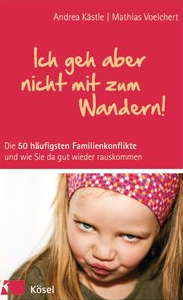 Andrea Kästle | Mathias Voelchert
Ich geh aber
nicht mit zum
Wandern!
Die 50 häufigsten Familienkonflikte
und wie Sie da gut wieder rauskommen
Kösel